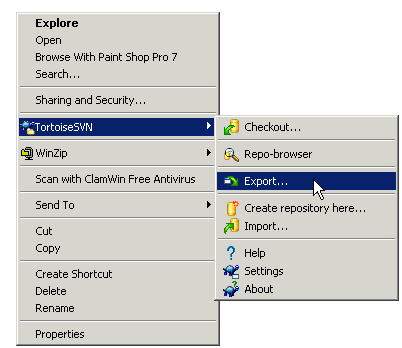 Explore
Open
Browse With Paint Shop Pro 7
Search...
Sharing and Security...
TortoiseSVN
WinZip
Scan with ClamWin Free Antivirus
Send To
Cut
Copy
Create Shortcut
Delete
Rename
Properties
Checkout...
Repo-browser
Export...
Create repository here...
Import...
Help
Settings
About